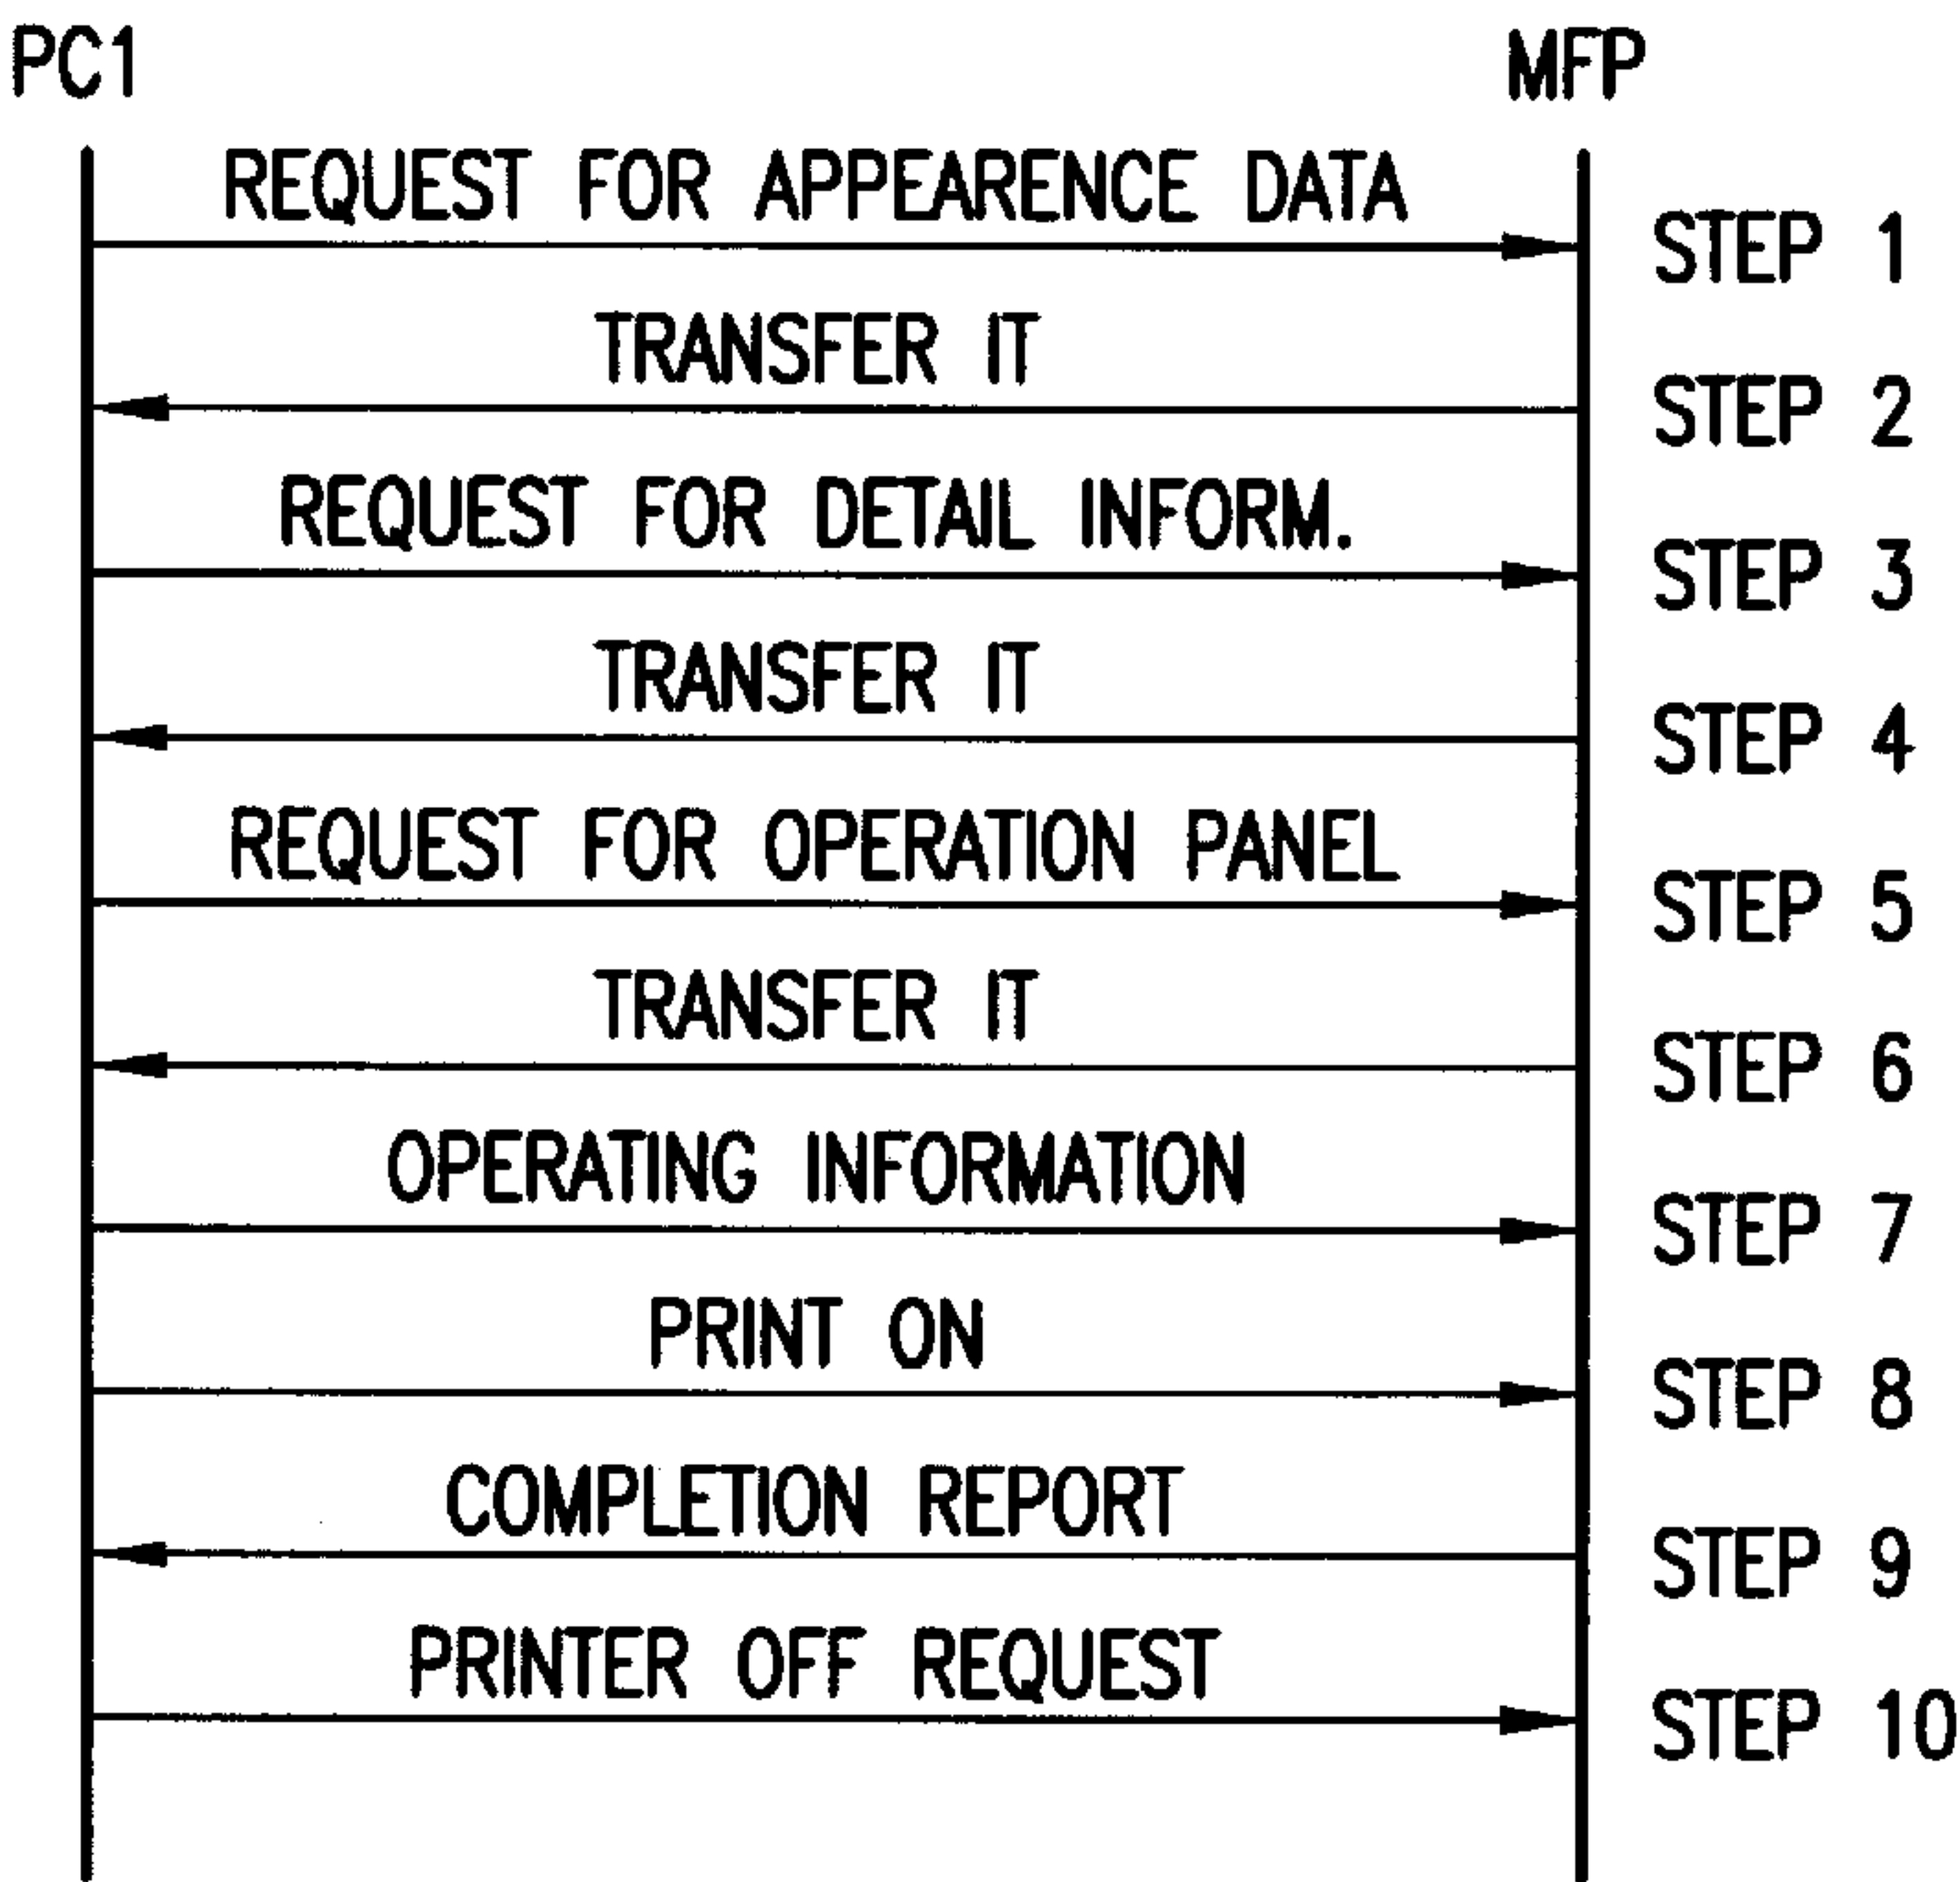 PC1 MFP
REQUEST FOR APPEARENCE DATA
STEP 1
TRANSFER IT
STEP 2
REQUEST FOR DETAIL INFORM.
STEP 3
TRANSFER IT
STEP 4
REQUEST FOR OPERATION PANEL
STEP 5
TRANSFER IT
STEP 6
OPERATING INFORMATION
STEP 7
PRINT ON
STEP 8
COMPLETION REPORT
STEP 9
PRINTER OFF REQUEST
STEP 10